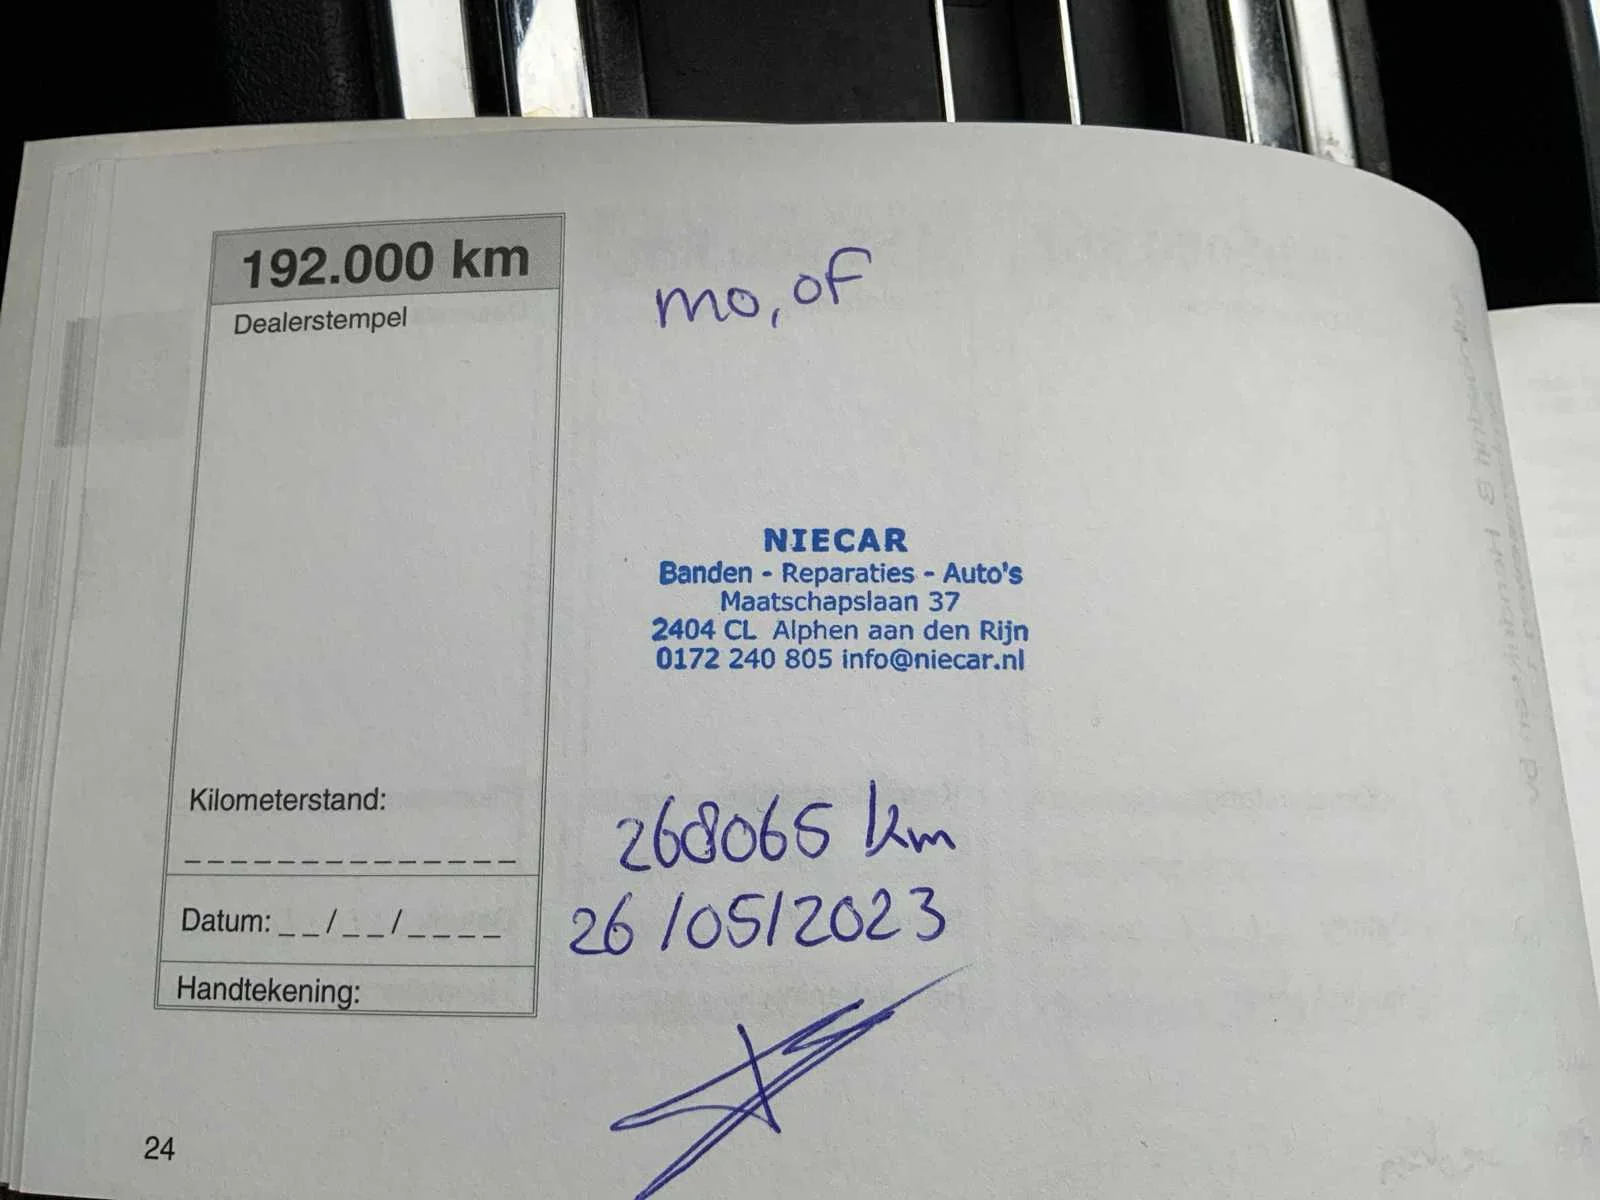 192.000 km
Dealerstempel
Kilometerstand:
Datum: __/__/____
Handtekening:
mo, of
NIECAR
Banden - Reparaties - Auto's
Maatschapslaan 37
2404 CL Alphen aan den Rijn
0172 240 805 info@niecar.nl
268065 km
26/05/2023
24